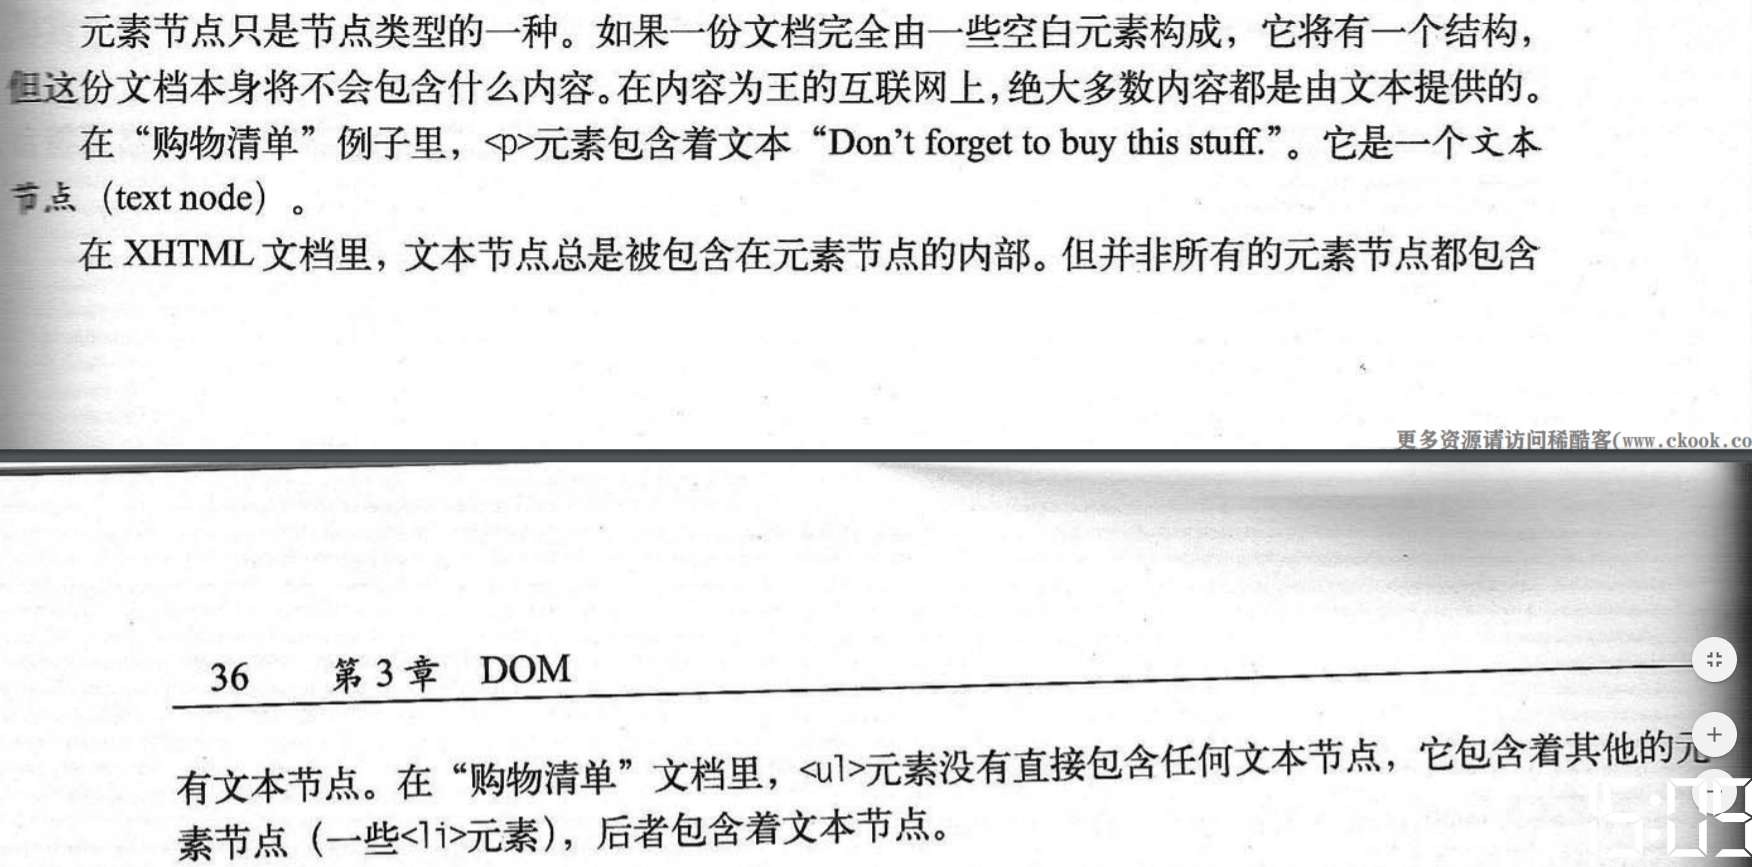 元素节点只是节点类型的一种。如果一份文档完全由一些空白元素构成，它将有一个结构，
但这份文档本身将不会包含什么内容。在内容为王的互联网上，绝大多数内容都是由文本提供的。
在“购物清单”例子里，<p>元素包含着文本“Don’t forget to buy this stuff.”。它是一个文本
节点（text node）。
在 XHTML 文档里，文本节点总是被包含在元素节点的内部。但并非所有的元素节点都包含
更多资源请访问稀酷客(www.ckook.co
36 第 3 章 DOM
有文本节点。在“购物清单”文档里，<ul>元素没有直接包含任何文本节点，它包含着其他的元
素节点（一些<li>元素），后者包含着文本节点。